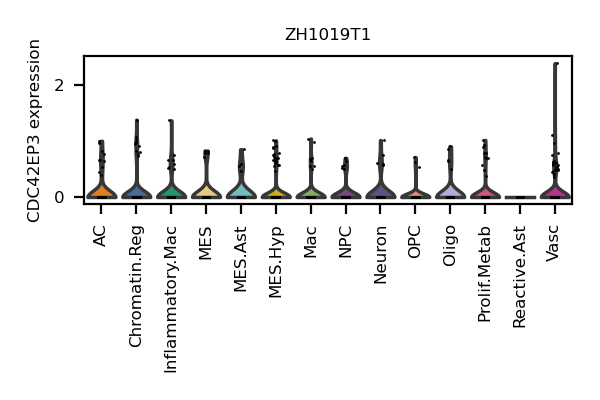 ZH1019T1
CDC42EP3 expression
2
0
AC
Chromatin.Reg
Inflammatory.Mac
MES
MES.Ast
MES.Hyp
Mac
NPC
Neuron
OPC
Oligo
Prolif.Metab
Reactive.Ast
Vasc